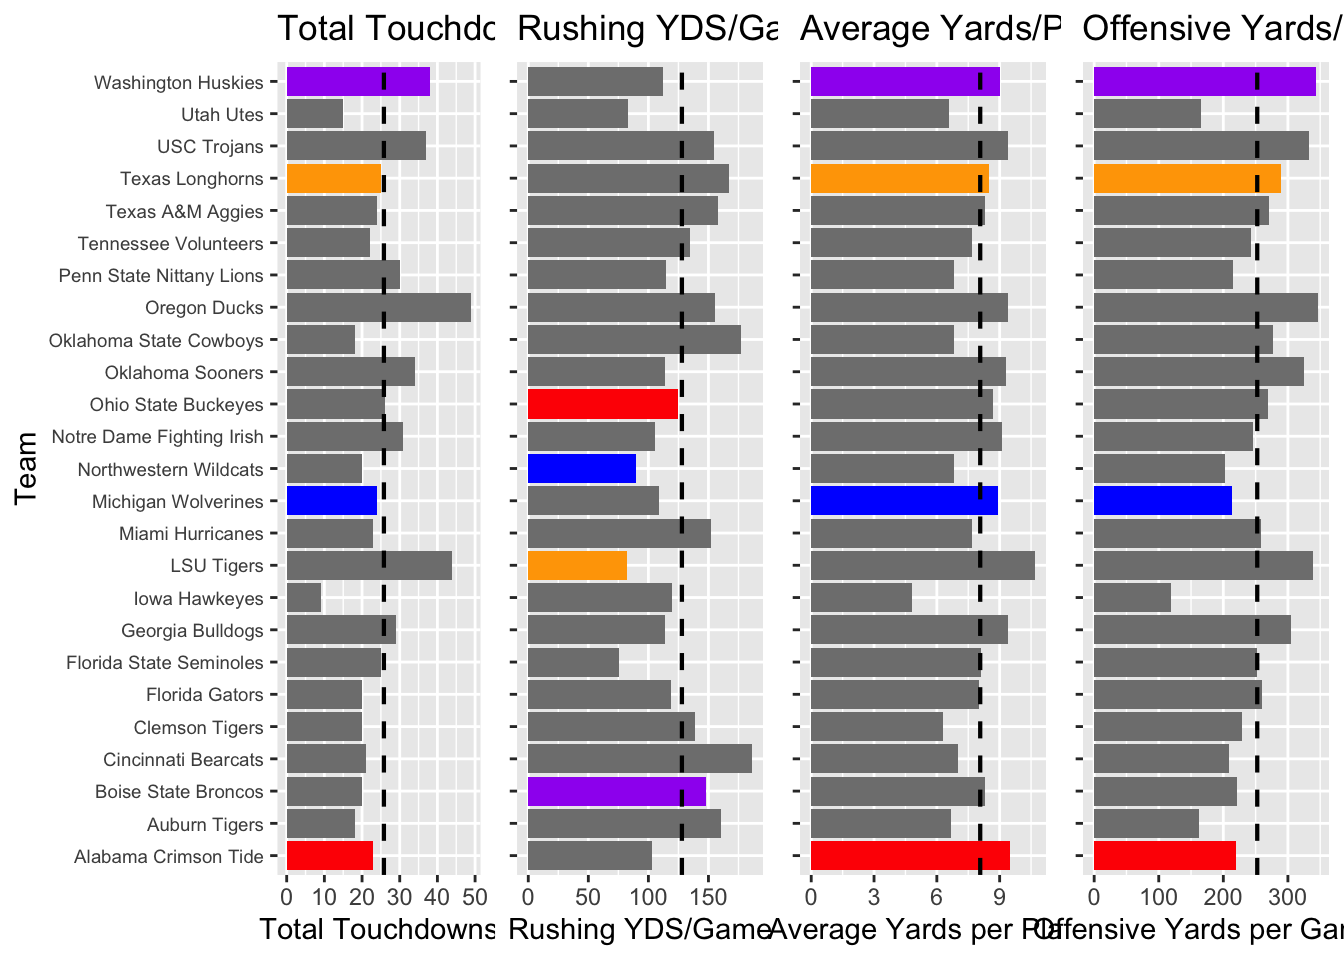 Total Touchdo
Rushing YDS/Ga
Average Yards/P
Offensive Yards/
Team
Washington Huskies
Utah Utes
USC Trojans
Texas Longhorns
Texas A&M Aggies
Tennessee Volunteers
Penn State Nittany Lions
Oregon Ducks
Oklahoma State Cowboys
Oklahoma Sooners
Ohio State Buckeyes
Notre Dame Fighting Irish
Northwestern Wildcats
Michigan Wolverines
Miami Hurricanes
LSU Tigers
Iowa Hawkeyes
Georgia Bulldogs
Florida State Seminoles
Florida Gators
Clemson Tigers
Cincinnati Bearcats
Boise State Broncos
Auburn Tigers
Alabama Crimson Tide
0 10 20 30 40 50
0 50 100 150
0 3 6 9
0 100 200 300
Total Touchdowns
Rushing YDS/Game
Average Yards per
Offensive Yards per Gar